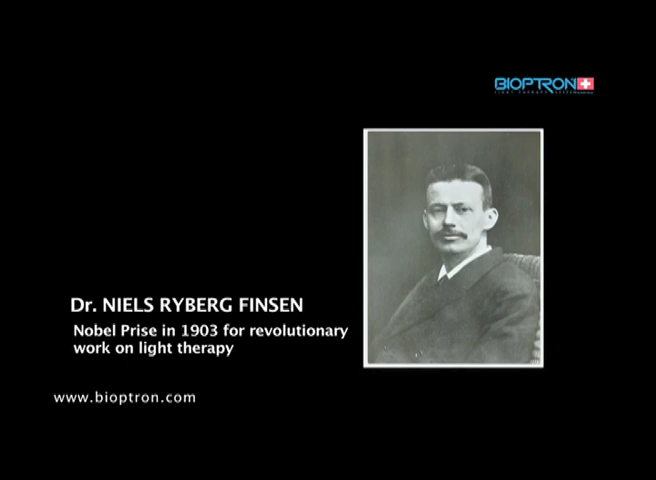 BIOPTRON
Dr. NIELS RYBERG FINSEN
Nobel Prise in 1903 for revolutionary
work on light therapy
www.bioptron.com